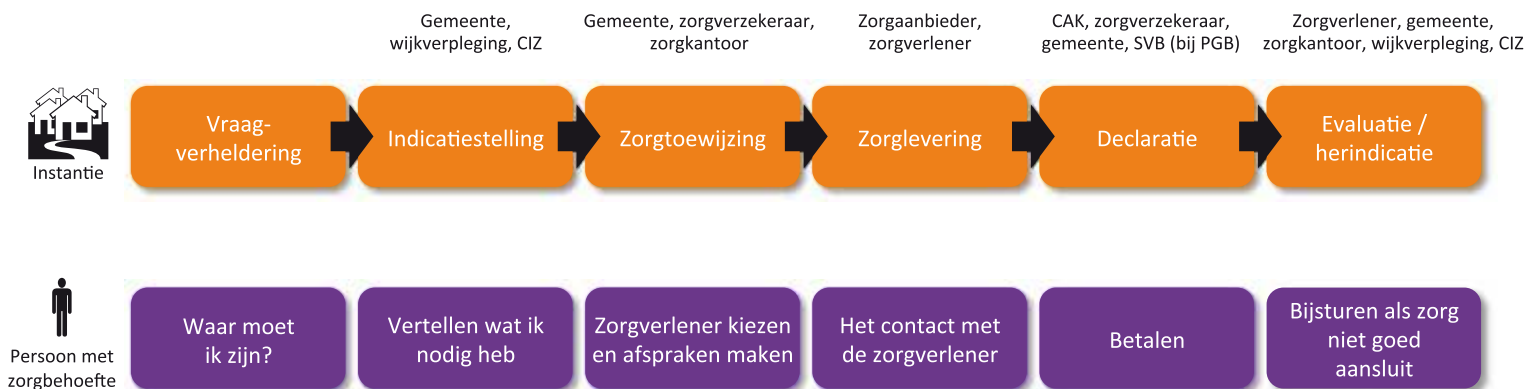 Gemeente,
wijkverpleging, CIZ
Gemeente, zorgverzekeraar,
zorgkantoor
Zorgaanbieder,
zorgverlener
CAK, zorgverzekeraar,
gemeente, SVB (bij PGB)
Zorgverlener, gemeente,
zorgkantoor, wijkverpleging, CIZ
Instantie
Vraag-
verheldering
Indicatiestelling
Zorgtoewijzing
Zorglevering
Declaratie
Evaluatie /
herindicatie
Persoon met
zorgbehoefte
Waar moet
ik zijn?
Vertellen wat ik
nodig heb
Zorgverlener kiezen
en afspraken maken
Het contact met
de zorgverlener
Betalen
Bijsturen als zorg
niet goed
aansluit